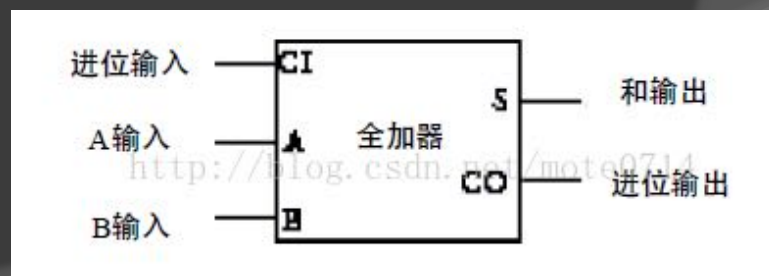 进位输入
CI
S
和输出
A输入
A
全加器
http://blog.csdn.net/mote0714
CO
进位输出
B输入
B